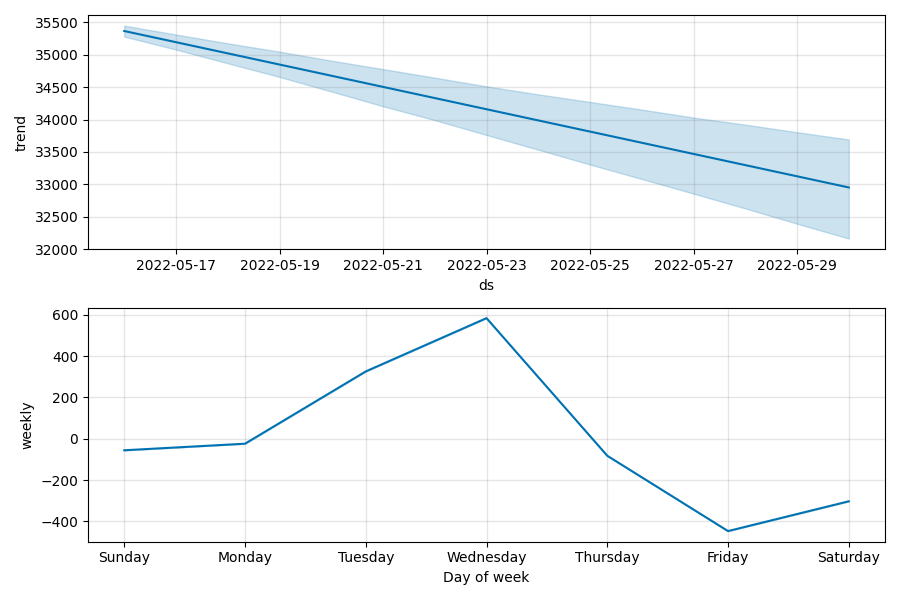 35500
35000
34500
34000
33500
33000
32500
32000
trend
2022-05-17 2022-05-19 2022-05-21 2022-05-23 2022-05-25 2022-05-27 2022-05-29
ds
600
400
200
0
−200
−400
weekly
Sunday Monday Tuesday Wednesday Thursday Friday Saturday
Day of week